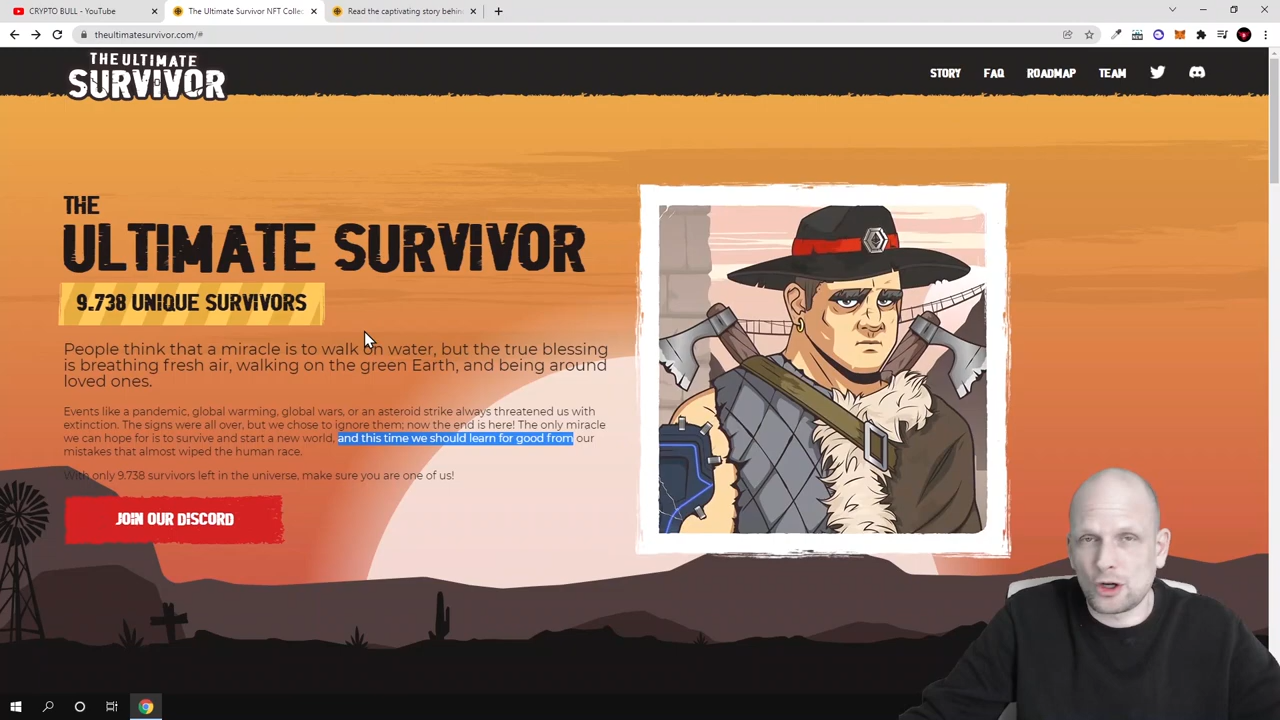 CRYPTO BULL - YouTube
The Ultimate Survivor NFT Collec
Read the captivating story behin
theultimatesurvivor.com/#
THE ULTIMATE
SURVIVOR
STORY
FAQ
ROADMAP
TEAM
THE
ULTIMATE SURVIVOR
9.738 UNIQUE SURVIVORS
People think that a miracle is to walk on water, but the true blessing
is breathing fresh air, walking on the green Earth, and being around
loved ones.
Events like a pandemic, global warming, global wars, or an asteroid strike always threatened us with
extinction. The signs were all over, but we chose to ignore them; now the end is here! The only miracle
we can hope for is to survive and start a new world, and this time we should learn for good from our
mistakes that almost wiped the human race.
With only 9.738 survivors left in the universe, make sure you are one of us!
JOIN OUR DISCORD